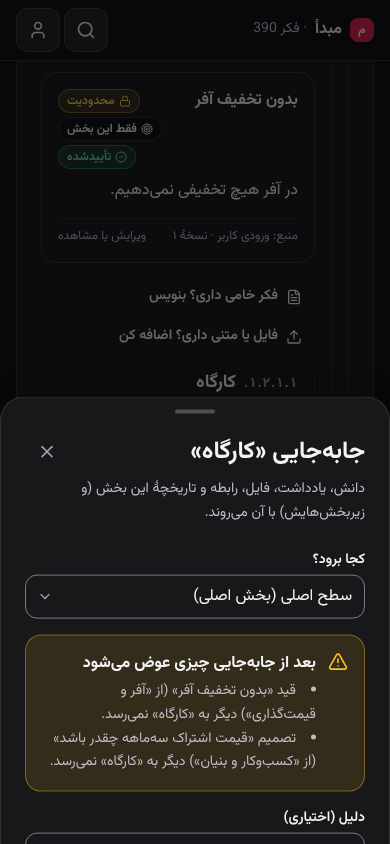 م مبدأ · فکر 390
بدون تخفیف آفر
محدودیت
فقط این بخش
تأییدشده
در آفر هیچ تخفیفی نمی‌دهیم.
منبع: ورودی کاربر · نسخهٔ ۱ ویرایش یا مشاهده
فکر خامی داری؟ بنویس
فایل یا متنی داری؟ اضافه کن
۱.۲.۱.۱. کارگاه
جابه‌جایی «کارگاه»
دانش، یادداشت، فایل، رابطه و تاریخچهٔ این بخش (و
زیربخش‌هایش) با آن می‌روند.
کجا برود؟
سطح اصلی (بخش اصلی)
بعد از جابه‌جایی چیزی عوض می‌شود
• قید «بدون تخفیف آفر» (از «آفر و
قیمت‌گذاری») دیگر به «کارگاه» نمی‌رسد.
• تصمیم «قیمت اشتراک سه‌ماهه چقدر باشد»
(از «کسب‌وکار و بنیان») دیگر به «کارگاه» نمی‌رسد.
دلیل (اختیاری)